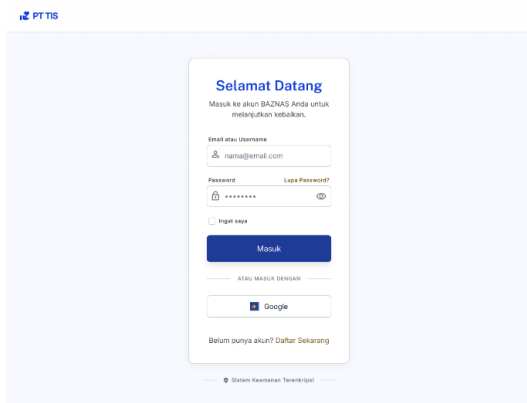 PT TIS
Selamat Datang
Masuk ke akun BAZNAS Anda untuk
melanjutkan kebaikan.
Email atau Username
nama@email.com
Password Lupa Password?
Ingat saya
Masuk
ATAU MASUK DENGAN
Google
Belum punya akun? Daftar Sekarang
Sistem Keamanan Terenkripsi